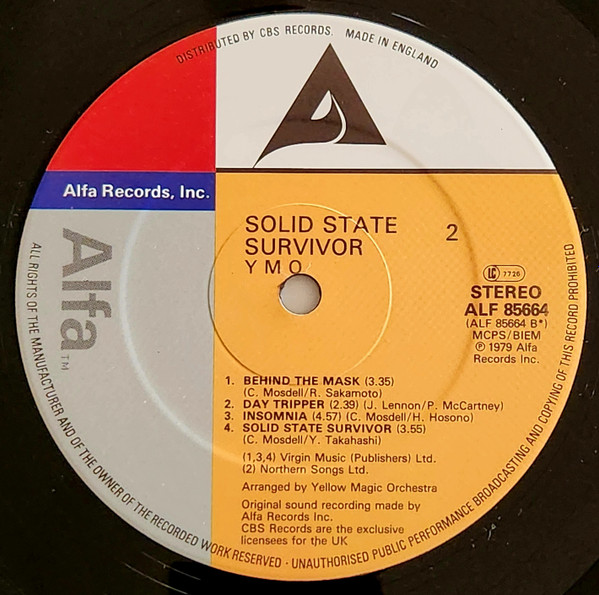 DISTRIBUTED BY CBS RECORDS. MADE IN ENGLAND
Alfa Records, Inc.
Alfa™
SOLID STATE
SURVIVOR
Y M O
2
LC 7726
STEREO
ALF 85664
(ALF 85664 B*)
MCPS/BIEM
℗ 1979 Alfa
Records Inc.
1. BEHIND THE MASK (3.35)
(C. Mosdell/R. Sakamoto)
2. DAY TRIPPER (2.39) (J. Lennon/P. McCartney)
3. INSOMNIA (4.57) (C. Mosdell/H. Hosono)
4. SOLID STATE SURVIVOR (3.55)
(C. Mosdell/Y. Takahashi)
(1,3,4) Virgin Music (Publishers) Ltd.
(2) Northern Songs Ltd.
Arranged by Yellow Magic Orchestra
Original sound recording made by
Alfa Records Inc.
CBS Records are the exclusive
licensees for the UK
ALL RIGHTS OF THE MANUFACTURER AND OF THE OWNER OF THE RECORDED WORK RESERVED · UNAUTHORISED PUBLIC PERFORMANCE BROADCASTING AND COPYING OF THIS RECORD PROHIBITED